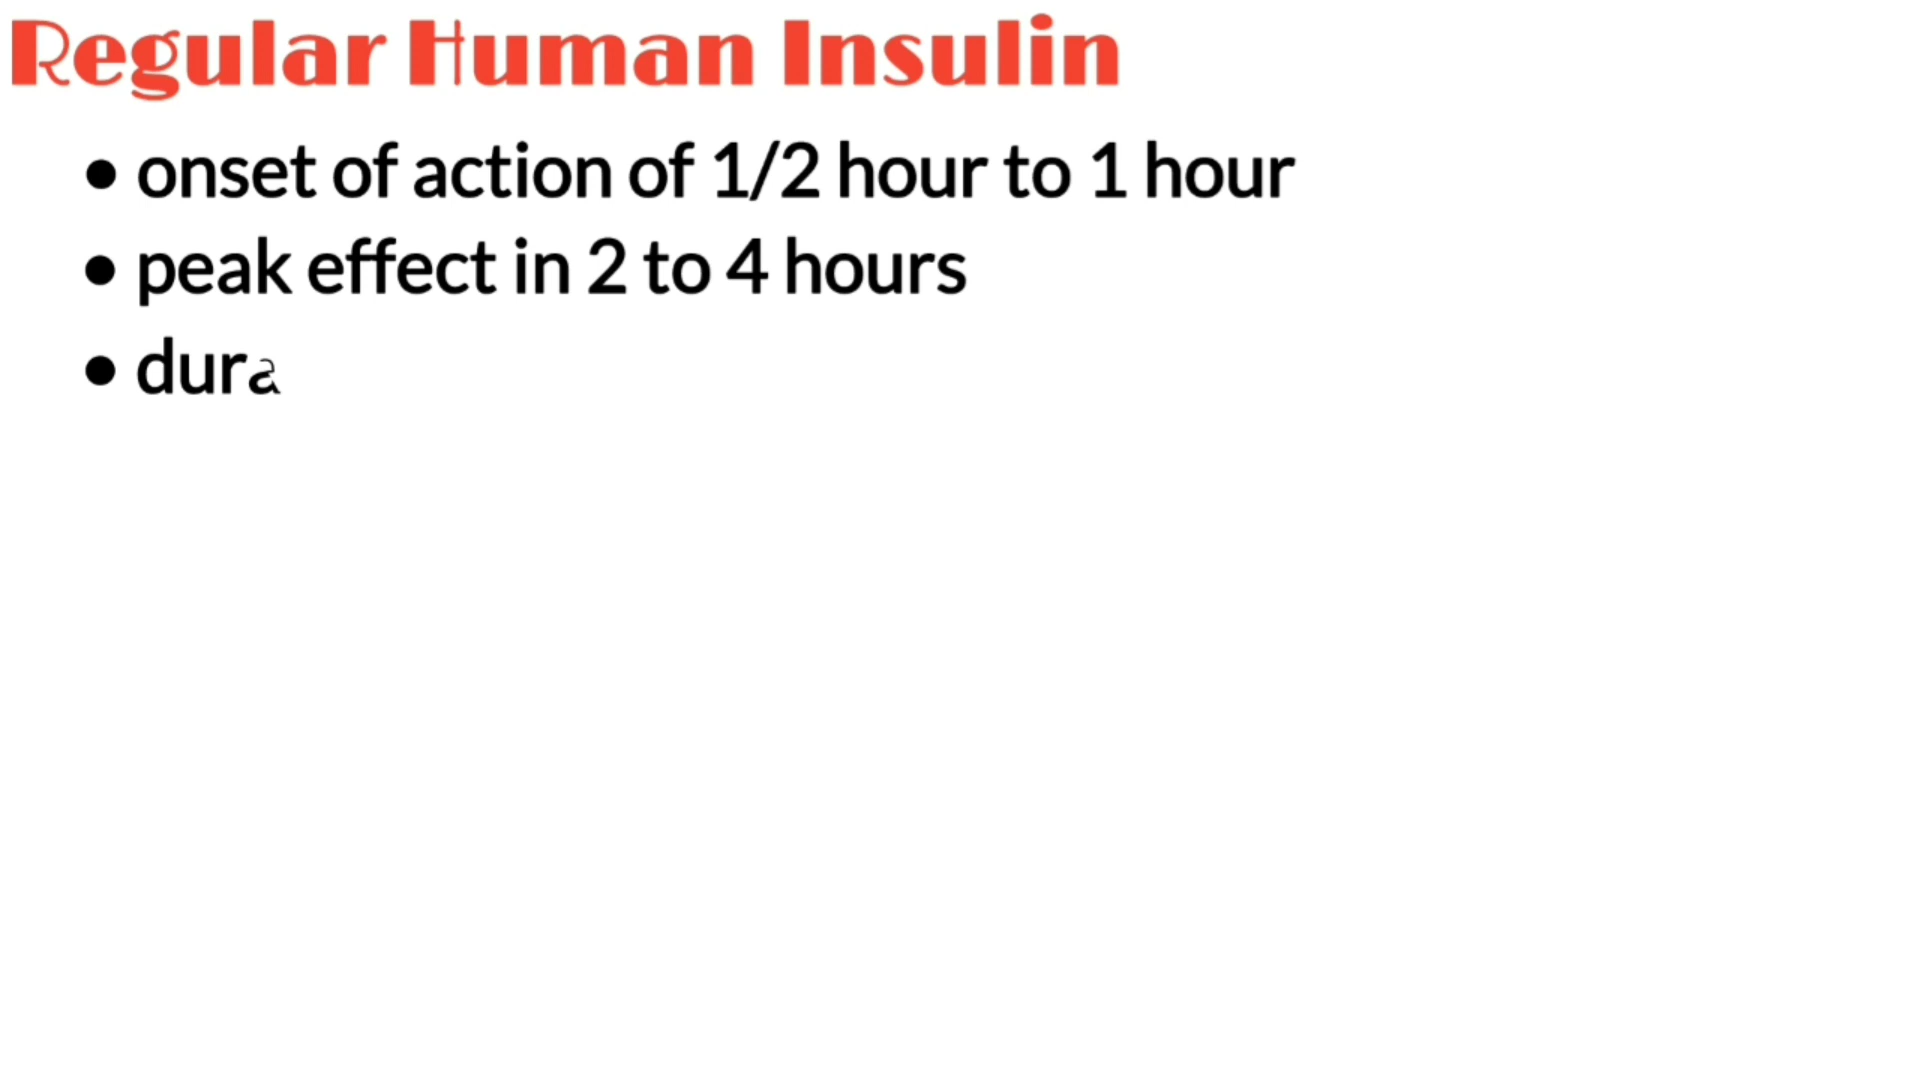 Regular Human Insulin
• onset of action of 1/2 hour to 1 hour
• peak effect in 2 to 4 hours
• dura